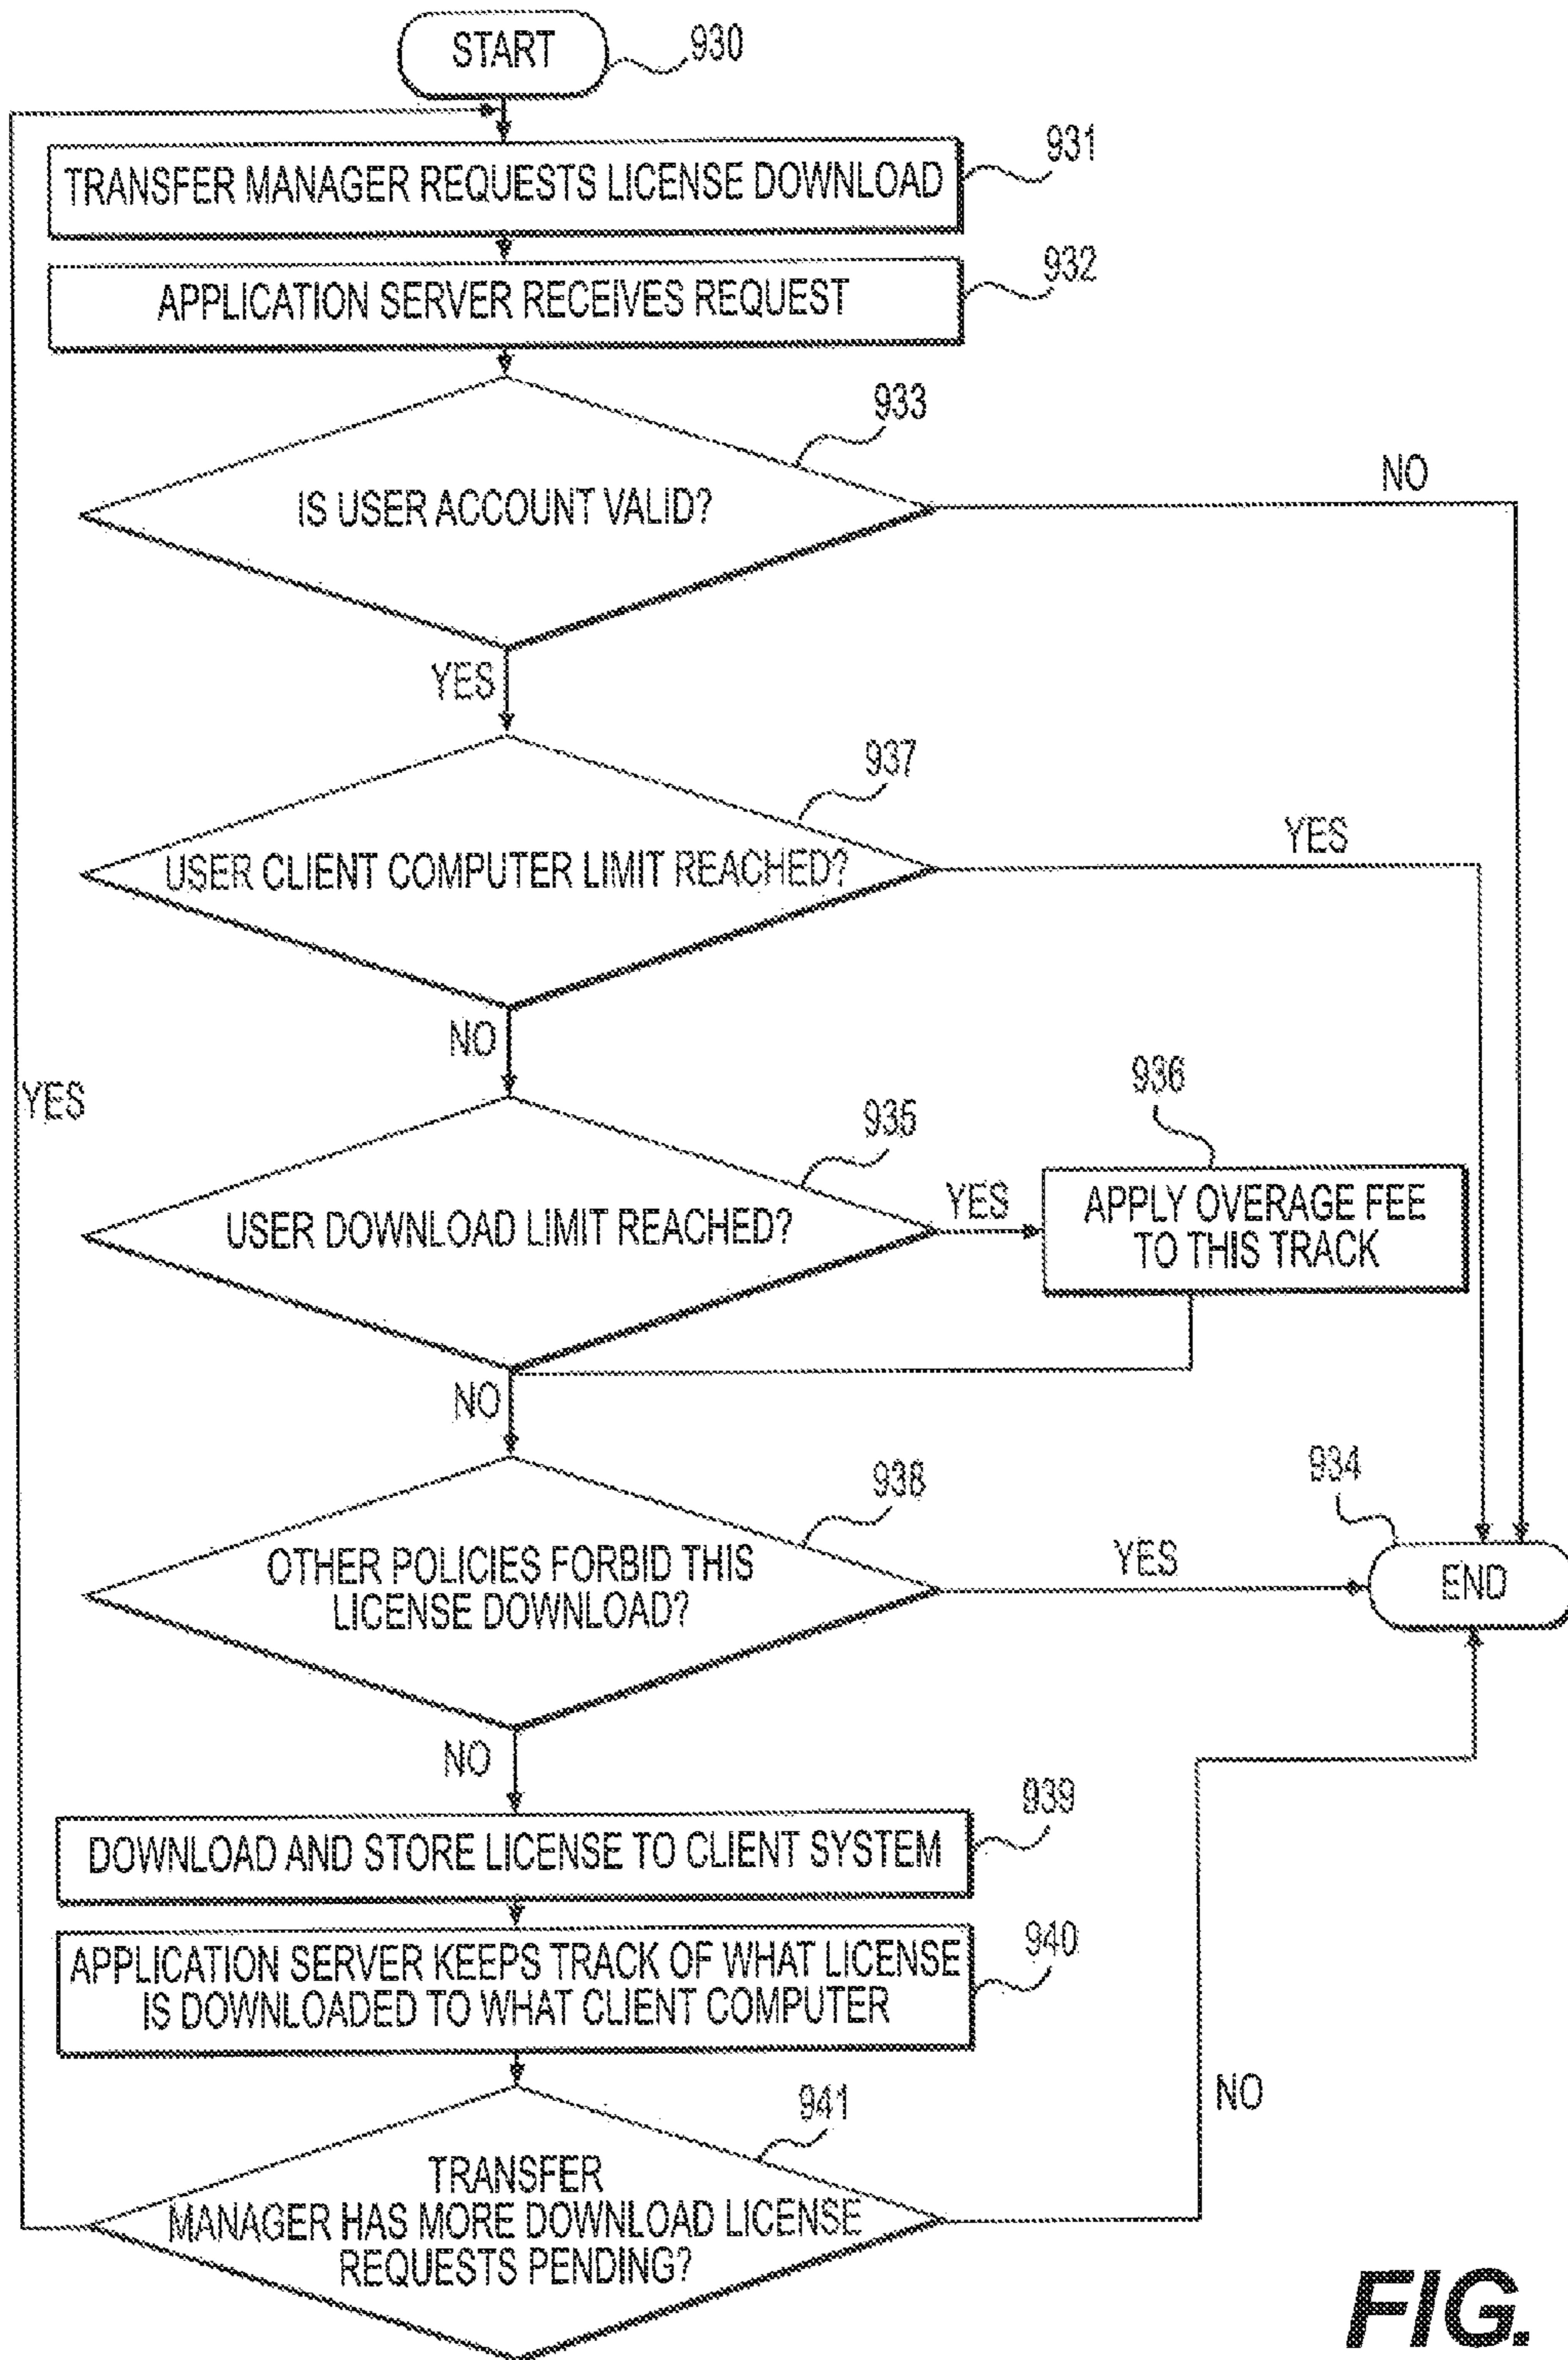 START
930
TRANSFER MANAGER REQUESTS LICENSE DOWNLOAD
931
APPLICATION SERVER RECEIVES REQUEST
932
933
IS USER ACCOUNT VALID?
NO
YES
937
USER CLIENT COMPUTER LIMIT REACHED?
YES
NO
YES
935
USER DOWNLOAD LIMIT REACHED?
YES
936
APPLY OVERAGE FEE
TO THIS TRACK
NO
938
OTHER POLICIES FORBID THIS
LICENSE DOWNLOAD?
YES
934
END
NO
939
DOWNLOAD AND STORE LICENSE TO CLIENT SYSTEM
940
APPLICATION SERVER KEEPS TRACK OF WHAT LICENSE
IS DOWNLOADED TO WHAT CLIENT COMPUTER
941
TRANSFER
MANAGER HAS MORE DOWNLOAD LICENSE
REQUESTS PENDING?
NO
FIG.